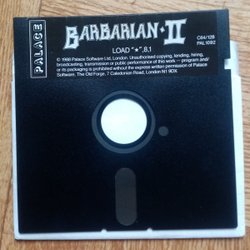 PALACE
BARBARIAN·II
C64/128
PAL1092
LOAD "*",8,1
© 1988 Palace Software Ltd, London. Unauthorised copying, lending, hiring,
broadcasting, transmission or public performance of this work — program and/
or its packaging is prohibited without the express written permission of Palace
Software. The Old Forge, 7 Caledonian Road, London N1 9DX